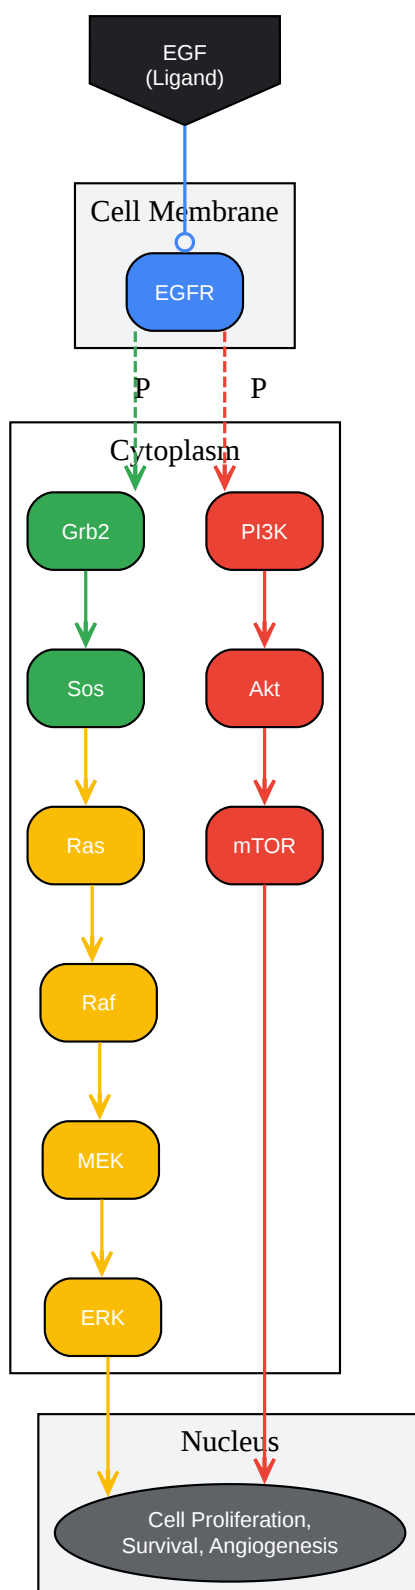 EGF
(Ligand)
Cell Membrane
EGFR
P
P
Cytoplasm
Grb2
PI3K
Sos
Akt
Ras
mTOR
Raf
MEK
ERK
Nucleus
Cell Proliferation,
Survival, Angiogenesis